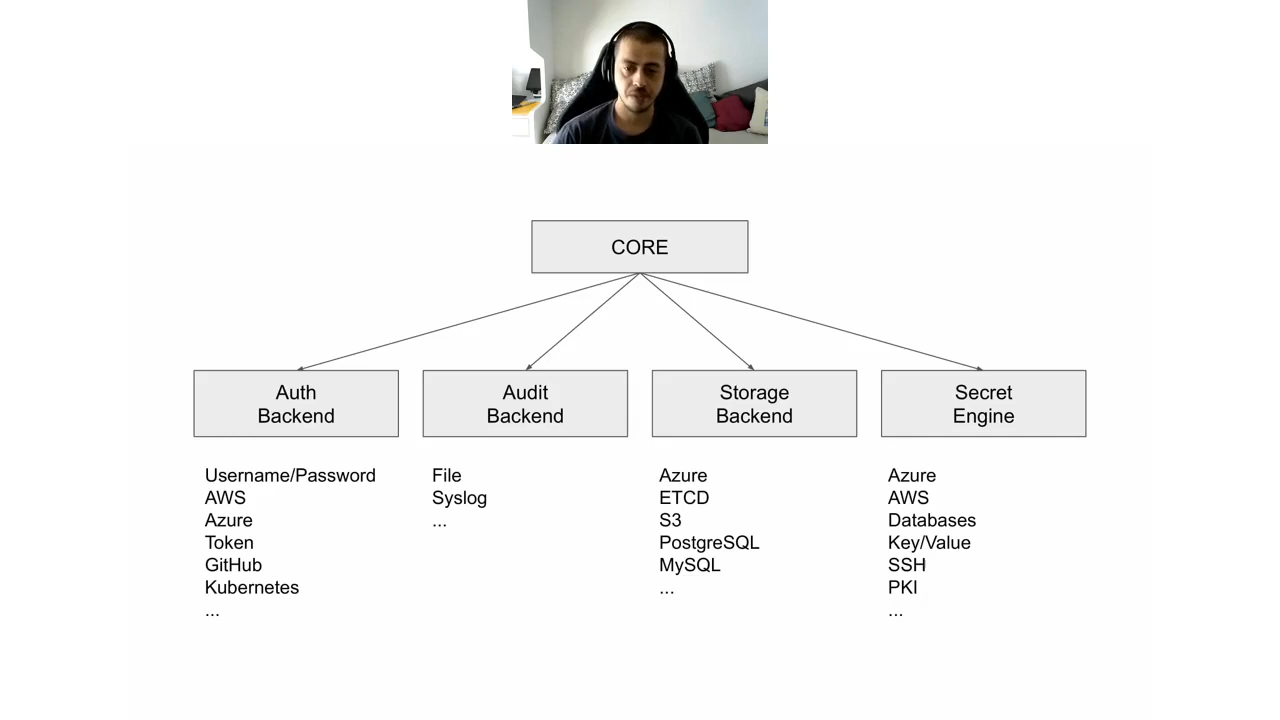 CORE
Auth
Backend
Audit
Backend
Storage
Backend
Secret
Engine
Username/Password
AWS
Azure
Token
GitHub
Kubernetes
...
File
Syslog
...
Azure
ETCD
S3
PostgreSQL
MySQL
...
Azure
AWS
Databases
Key/Value
SSH
PKI
...